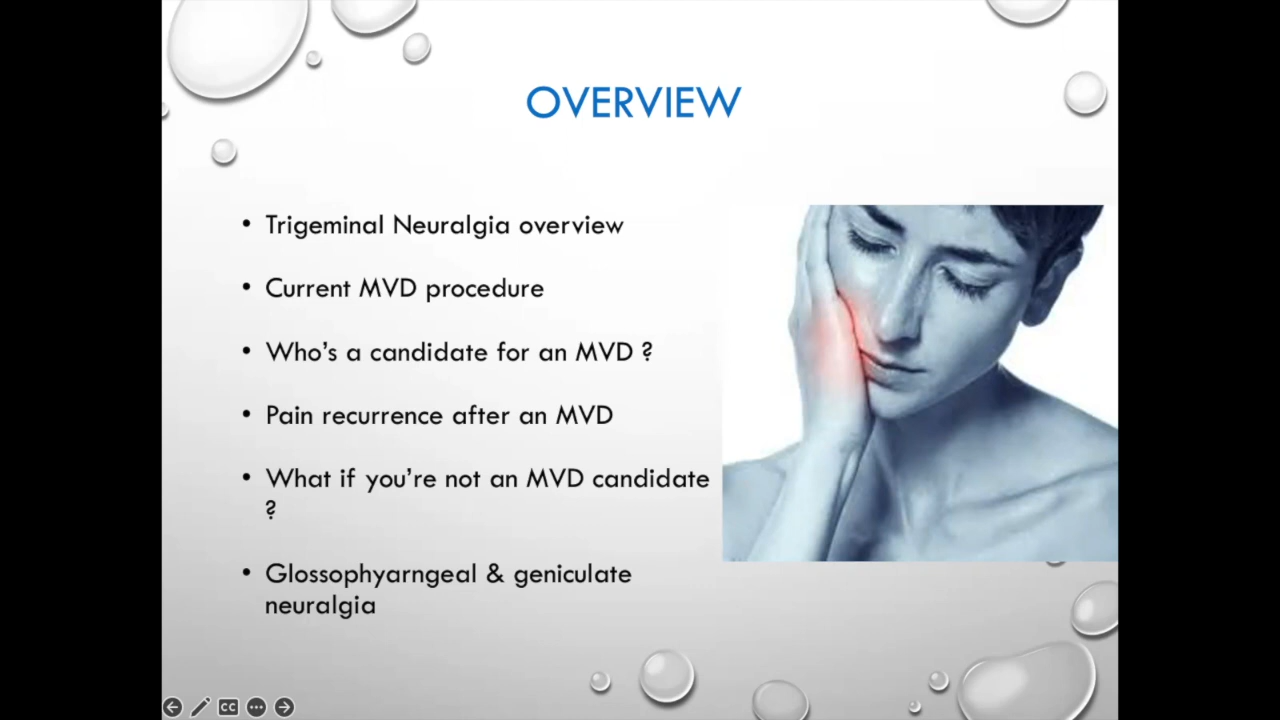 OVERVIEW
• Trigeminal Neuralgia overview
• Current MVD procedure
• Who's a candidate for an MVD ?
• Pain recurrence after an MVD
• What if you're not an MVD candidate
?
• Glossophyarngeal & geniculate
neuralgia
CC